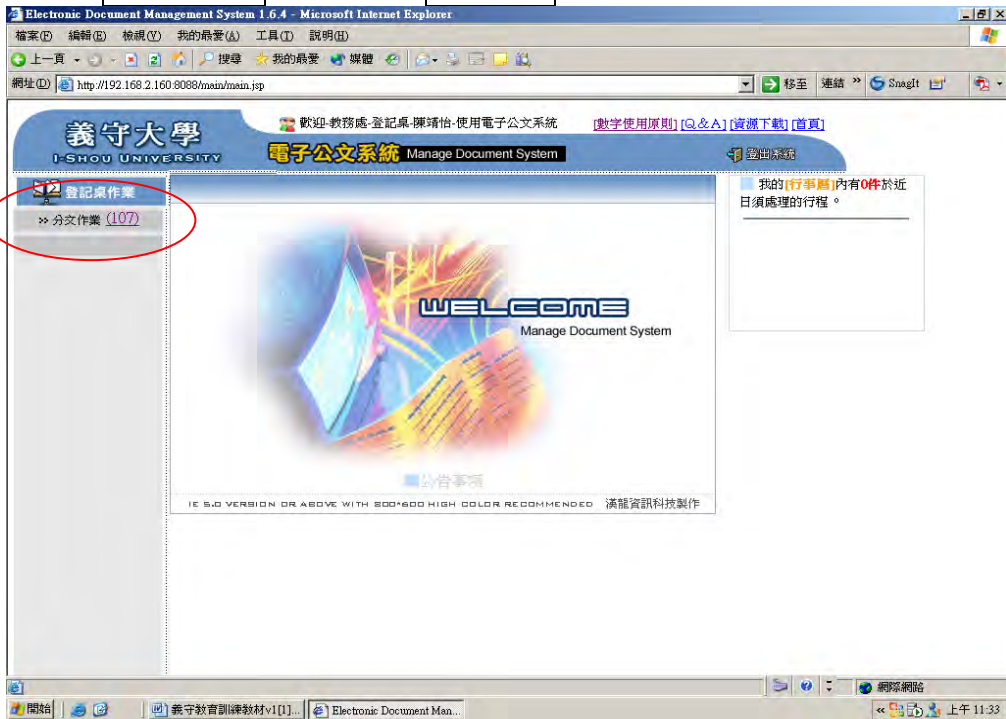 Electronic Document Management System 1.6.4 - Microsoft Internet Explorer
檔案(F) 編輯(E) 檢視(V) 我的最愛(A) 工具(T) 說明(H)
上一頁 搜尋 我的最愛 媒體
網址(D) http://192.168.2.160:8088/main/main.jsp 移至 連結 » SnagIt
義守大學
I-SHOU UNIVERSITY
歡迎-教務處-登記桌-陳靖怡-使用電子公文系統 [數字使用原則] [Q & A] [資源下載] [首頁]
電子公文系統 Manage Document System 登出系統
登記桌作業
» 分文作業 (107)
我的[行事曆]內有0件於近
日須處理的行程。
WELCOME
Manage Document System
公告事項
IE 5.0 VERSION OR ABOVE WITH 800*600 HIGH COLOR RECOMMENDED 漢龍資訊科技製作
網際網路
開始 義守教育訓練教材v1[1]... Electronic Document Man... « 上午 11:33